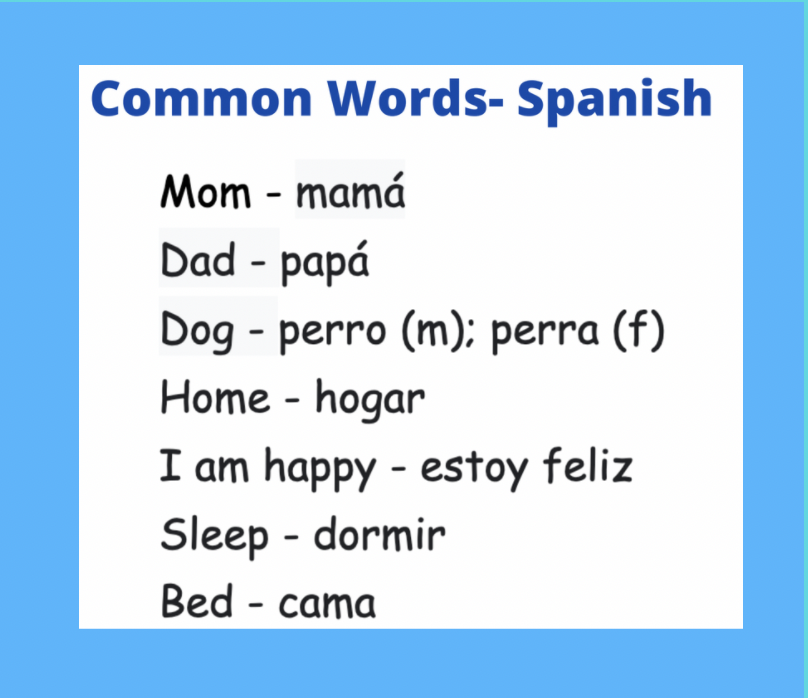 Common Words- Spanish
Mom - mamá
Dad - papá
Dog - perro (m); perra (f)
Home - hogar
I am happy - estoy feliz
Sleep - dormir
Bed - cama